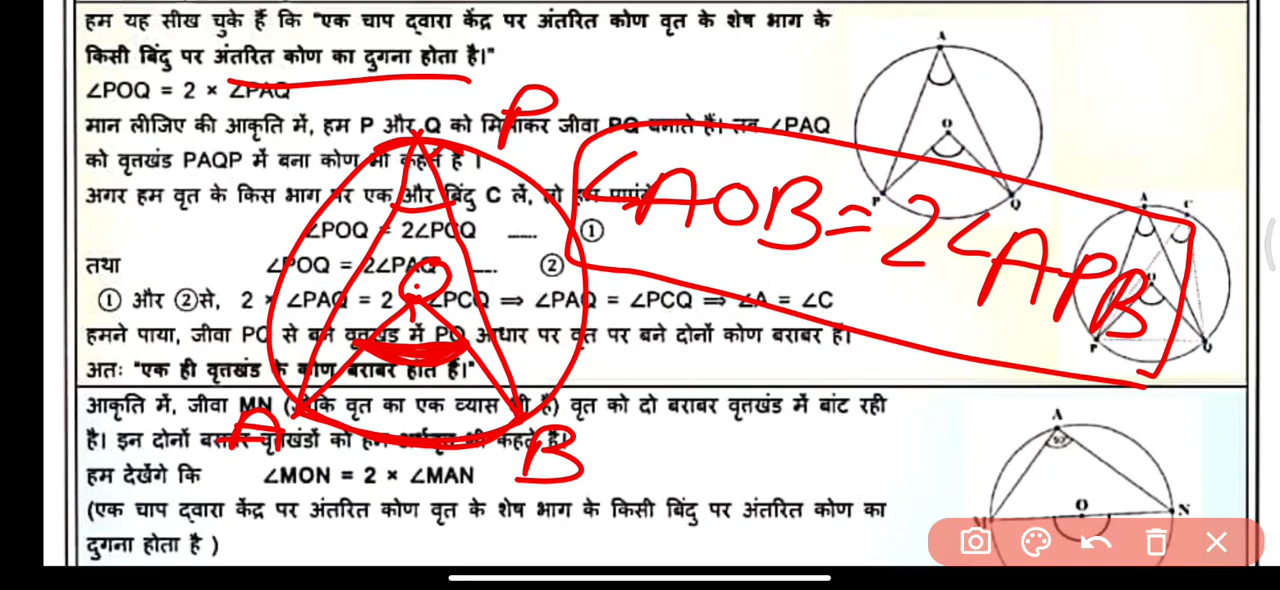 हम यह सीख चुके हैं कि "एक चाप द्वारा केंद्र पर अंतरित कोण वृत के शेष भाग के
किसी बिंदु पर अंतरित कोण का दुगना होता है।"
∠POQ = 2 × ∠PAQ
मान लीजिए की आकृति में, हम P और Q को मिलाकर जीवा PQ बनाते हैं। तब ∠PAQ
को वृत्तखंड PAQP में बना कोण भी कहते हैं ।
अगर हम वृत के किस भाग पर एक और बिंदु C लें, तो हम पाएंगे
∠POQ = 2∠PCQ ...... ①
तथा ∠POQ = 2∠PAQ ..... ②
① और ②से, 2 × ∠PAQ = 2 ∠PCQ ⇒ ∠PAQ = ∠PCQ ⇒ ∠A = ∠C
हमने पाया, जीवा PQ से बने वृत्तखंड में PQ आधार पर वृत पर बने दोनों कोण बराबर हैं।
अतः "एक ही वृत्तखंड के कोण बराबर होते हैं।"
आकृति में, जीवा MN (जोकि वृत का एक व्यास भी है) वृत को दो बराबर वृत्तखंड में बांट रही
है। इन दोनों बराबर वृत्तखंडों को हम अर्धवृत भी कहते हैं।
हम देखेंगे कि ∠MON = 2 × ∠MAN
(एक चाप द्वारा केंद्र पर अंतरित कोण वृत के शेष भाग के किसी बिंदु पर अंतरित कोण का
दुगना होता है )
A
O
P
Q
A
C
O
P
Q
A
90°
O
M
N
P
O
A
B
∠AOB = 2∠APB